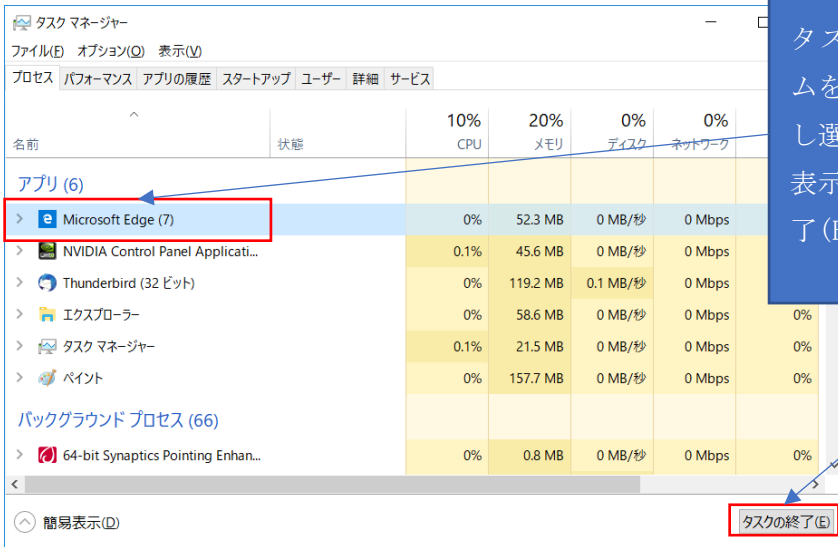 タスク マネージャー
ファイル(F) オプション(O) 表示(V)
プロセス パフォーマンス アプリの履歴 スタートアップ ユーザー 詳細 サービス
10% 20% 0% 0%
名前 状態 CPU メモリ ディスク ネットワーク
アプリ (6)
Microsoft Edge (7) 0% 52.3 MB 0 MB/秒 0 Mbps
NVIDIA Control Panel Applicati... 0.1% 45.6 MB 0 MB/秒 0 Mbps
Thunderbird (32 ビット) 0% 119.2 MB 0.1 MB/秒 0 Mbps
エクスプローラー 0% 58.6 MB 0 MB/秒 0 Mbps 0%
タスク マネージャー 0.1% 21.5 MB 0 MB/秒 0 Mbps 0%
ペイント 0% 157.7 MB 0 MB/秒 0 Mbps 0%
バックグラウンド プロセス (66)
64-bit Synaptics Pointing Enhan... 0% 0.8 MB 0 MB/秒 0 Mbps 0%
簡易表示(D)
タスクの終了(E)
タス
ムを
し選
表示
了(